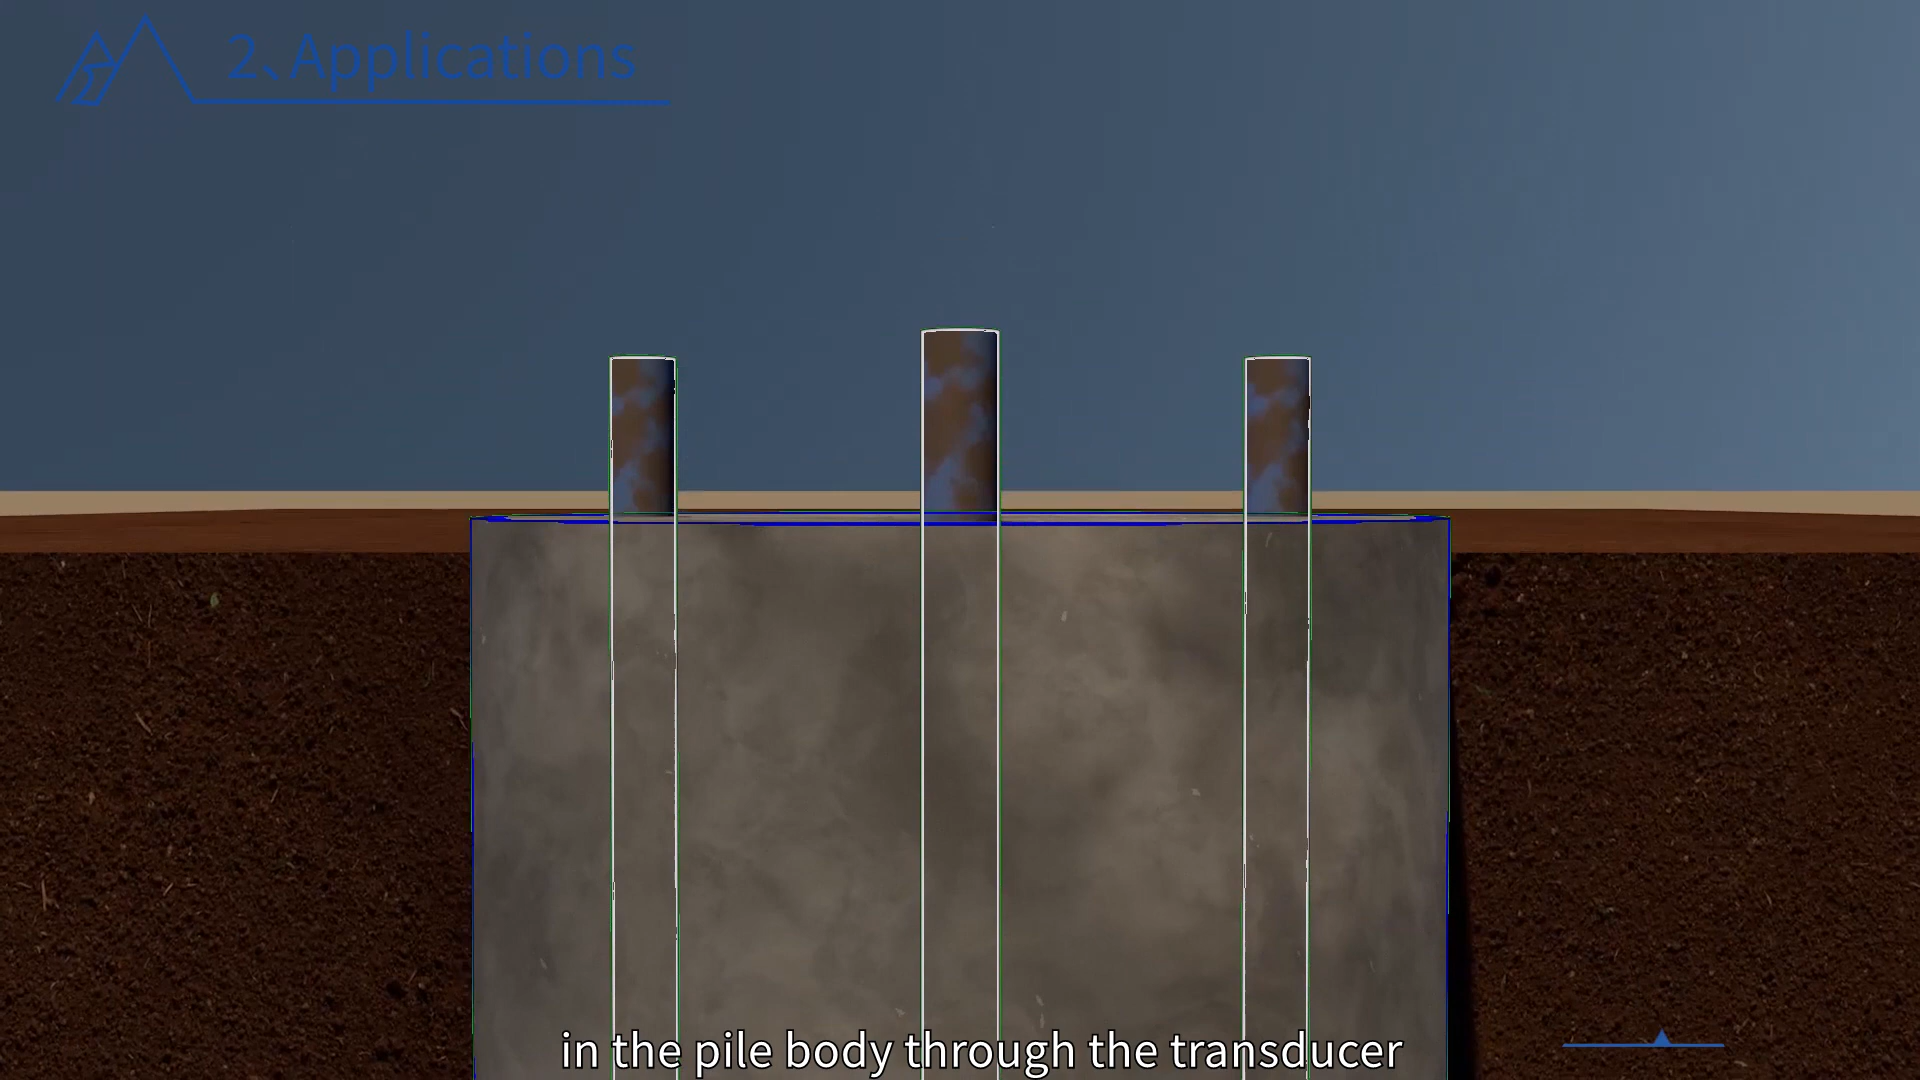 2、Applications
in the pile body through the transducer